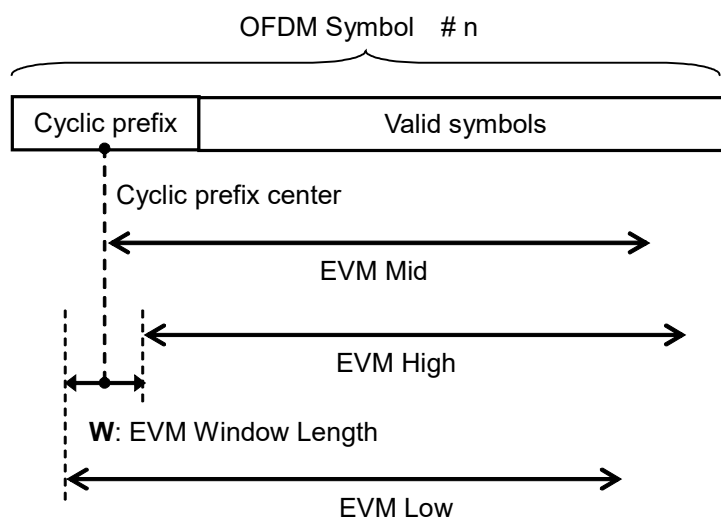 OFDM Symbol # n
Cyclic prefix
Valid symbols
Cyclic prefix center
EVM Mid
EVM High
W: EVM Window Length
EVM Low